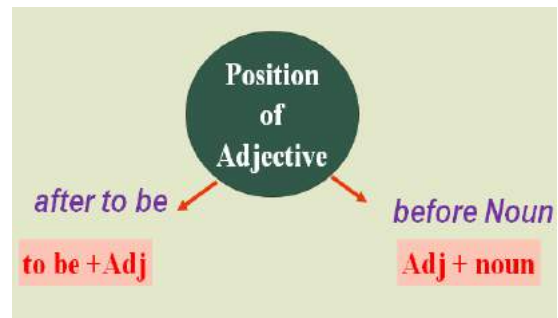 Position
of
Adjective
after to be
before Noun
to be +Adj
Adj + noun